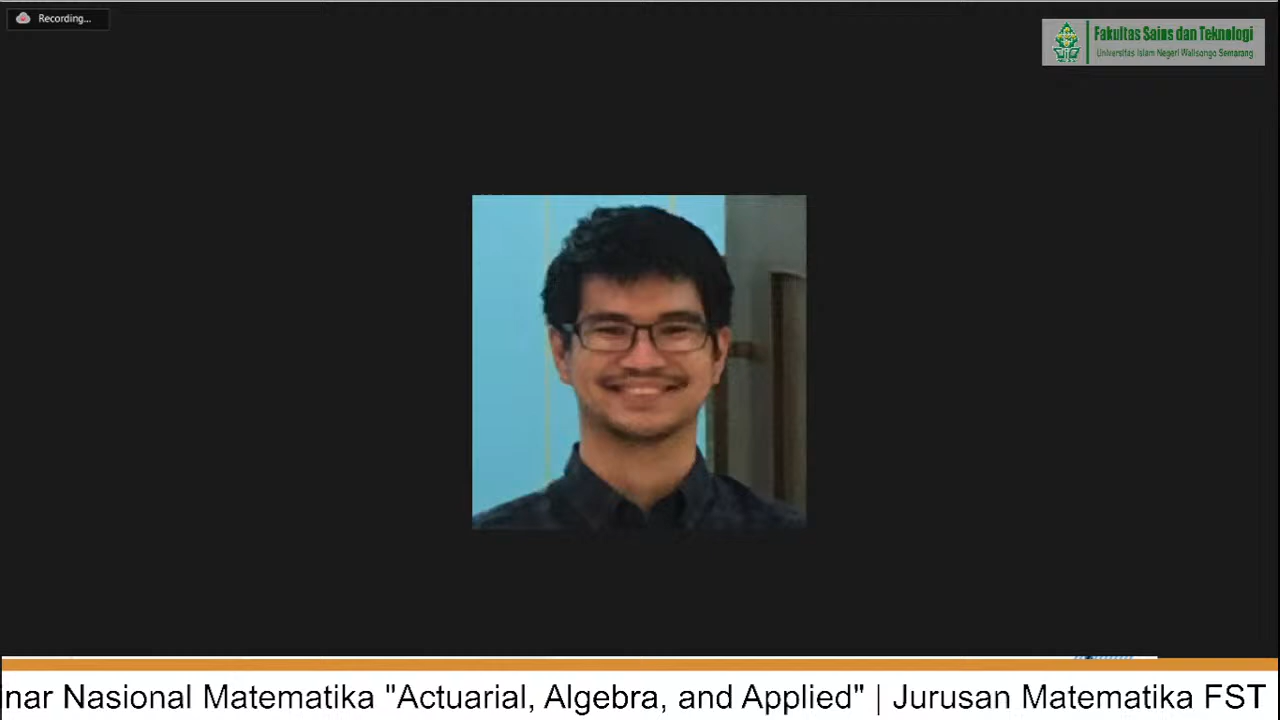 Recording...
Fakultas Sains dan Teknologi
Universitas Islam Negeri Walisongo Semarang
inar Nasional Matematika "Actuarial, Algebra, and Applied" | Jurusan Matematika FST